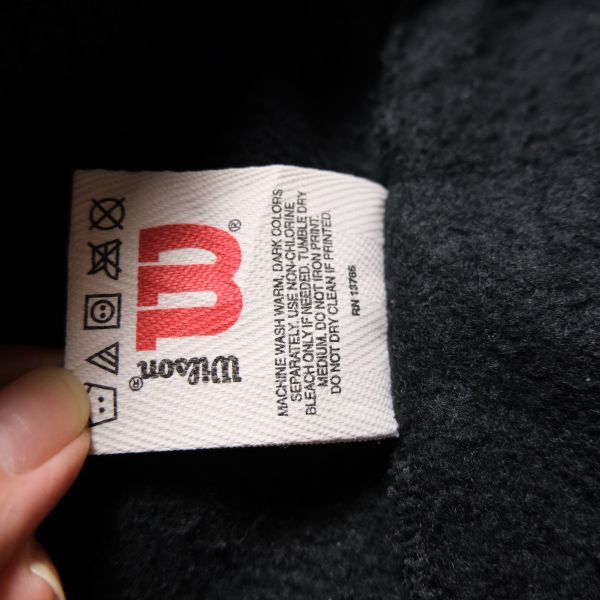 Wilson®
®
MACHINE WASH WARM, DARK COLORS
SEPARATELY. USE NON-CHLORINE
BLEACH ONLY IF NEEDED. TUMBLE DRY
MEDIUM. DO NOT IRON PRINT.
DO NOT DRY CLEAN IF PRINTED.
RN 13765